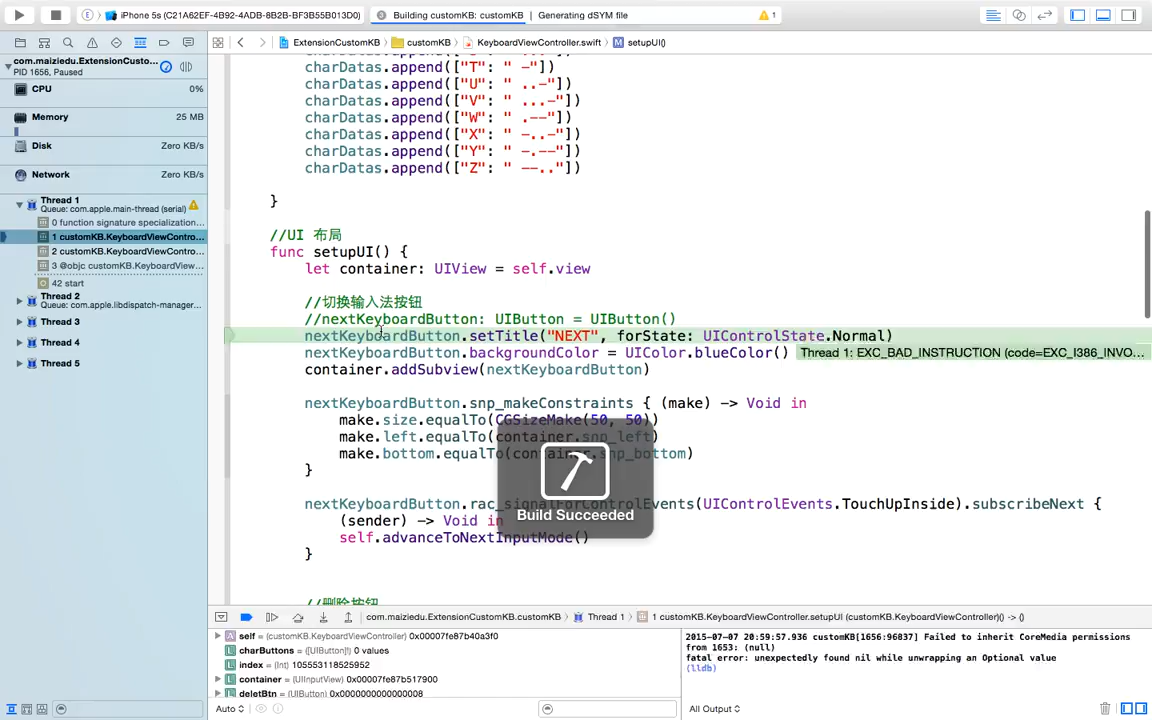 iPhone 5s (C21A62EF-4B92-4ADB-8B2B-BF3B55B013D0)
Building customKB: customKB
Generating dSYM file
1
ExtensionCustomKB
customKB
KeyboardViewController.swift
setupUI()
com.maiziedu.ExtensionCusto...
PID 1656, Paused
CPU 0%
Memory 25 MB
Disk Zero KB/s
Network Zero KB/s
Thread 1
Queue: com.apple.main-thread (serial)
0 function signature specialization...
1 customKB.KeyboardViewContro...
2 customKB.KeyboardViewContro...
3 @objc customKB.KeyboardView...
42 start
Thread 2
Queue: com.apple.libdispatch-manager...
Thread 3
Thread 4
Thread 5
charDatas.append(["T": " -"])
charDatas.append(["U": " ..-"])
charDatas.append(["V": " ...-"])
charDatas.append(["W": " .--"])
charDatas.append(["X": " -..-"])
charDatas.append(["Y": " -.--"])
charDatas.append(["Z": " --.."])
}
//UI 布局
func setupUI() {
let container: UIView = self.view
//切换输入法按钮
//nextKeyboardButton: UIButton = UIButton()
nextKeyboardButton.setTitle("NEXT", forState: UIControlState.Normal)
nextKeyboardButton.backgroundColor = UIColor.blueColor()
Thread 1: EXC_BAD_INSTRUCTION (code=EXC_I386_INVO...
container.addSubview(nextKeyboardButton)
nextKeyboardButton.snp_makeConstraints { (make) -> Void in
make.size.equalTo(CGSizeMake(50, 50))
make.left.equalTo(container.snp_left)
make.bottom.equalTo(container.snp_bottom)
}
nextKeyboardButton.rac_signalForControlEvents(UIControlEvents.TouchUpInside).subscribeNext {
(sender) -> Void in
self.advanceToNextInputMode()
}
//删除按钮
Build Succeeded
com.maiziedu.ExtensionCustomKB.customKB
Thread 1
1 customKB.KeyboardViewController.setupUI (customKB.KeyboardViewController)() -> ()
self = (customKB.KeyboardViewController) 0x00007fe87b40a3f0
charButtons = ([UIButton]) 0 values
index = (Int) 105553118525952
container = (UIInputView) 0x00007fe87b517900
deletBtn = (UIButton) 0x0000000000000008
2015-07-07 20:59:57.936 customKB[1656:96837] Failed to inherit CoreMedia permissions
from 1653: (null)
fatal error: unexpectedly found nil while unwrapping an Optional value
(lldb)
Auto
All Output